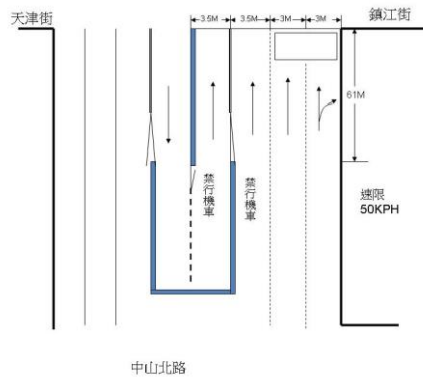 天津街
鎮江街
3.5M
3.5M
3M
3M
61M
禁行機車
禁行機車
速限
50KPH
中山北路